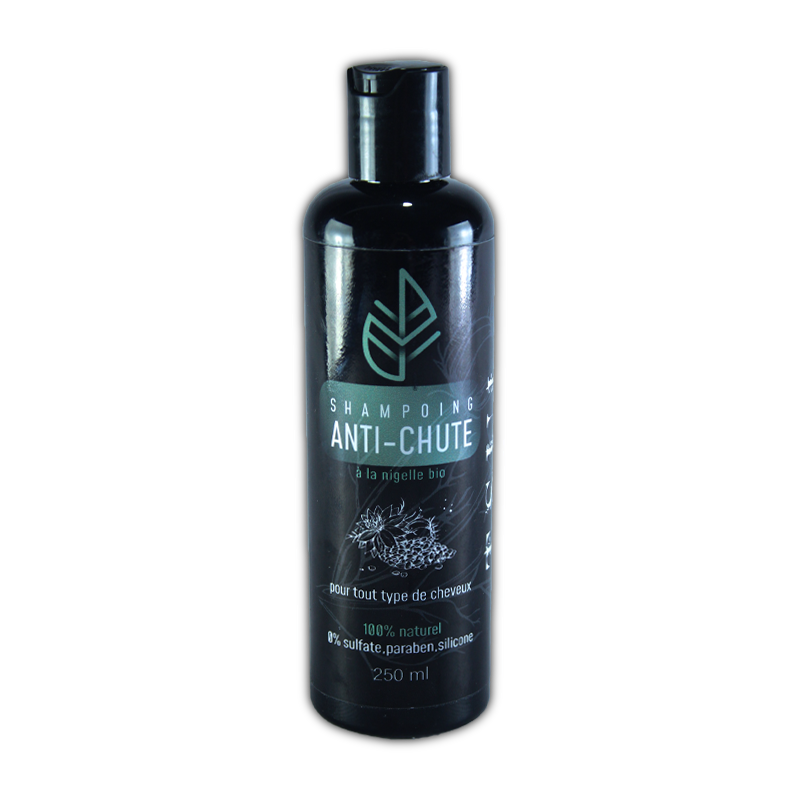 SHAMPOING
ANTI-CHUTE
à la nigelle bio
pour tout type de cheveux
100% naturel
0% sulfate,paraben,silicone
250 ml